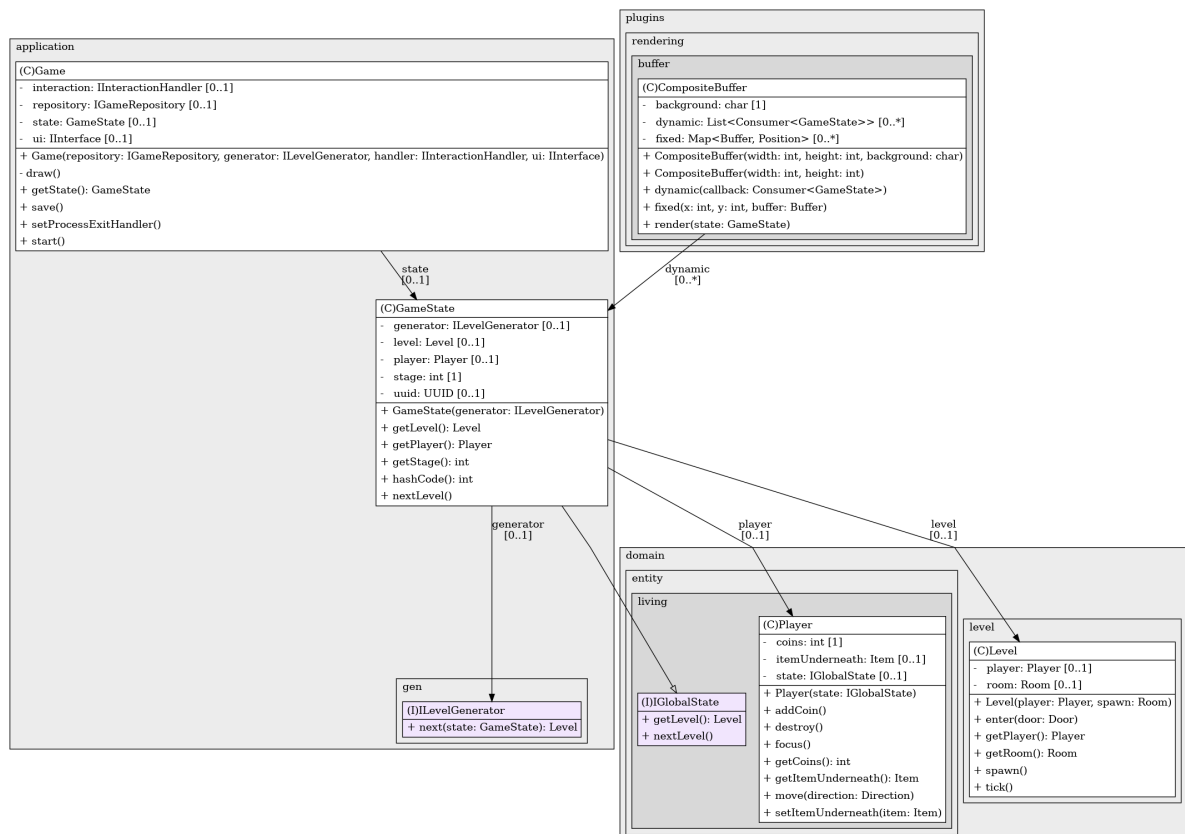 plugins
rendering
buffer
(C)CompositeBuffer
- background: char [1]
- dynamic: List<Consumer<GameState>> [0..*]
- fixed: Map<Buffer, Position> [0..*]
+ CompositeBuffer(width: int, height: int, background: char)
+ CompositeBuffer(width: int, height: int)
+ dynamic(callback: Consumer<GameState>)
+ fixed(x: int, y: int, buffer: Buffer)
+ render(state: GameState)
application
(C)Game
- interaction: IInteractionHandler [0..1]
- repository: IGameRepository [0..1]
- state: GameState [0..1]
- ui: IInterface [0..1]
+ Game(repository: IGameRepository, generator: ILevelGenerator, handler: IInteractionHandler, ui: IInterface)
- draw()
+ getState(): GameState
+ save()
+ setProcessExitHandler()
+ start()
state
[0..1]
dynamic
[0..*]
(C)GameState
- generator: ILevelGenerator [0..1]
- level: Level [0..1]
- player: Player [0..1]
- stage: int [1]
- uuid: UUID [0..1]
+ GameState(generator: ILevelGenerator)
+ getLevel(): Level
+ getPlayer(): Player
+ getStage(): int
+ hashCode(): int
+ nextLevel()
generator
[0..1]
player
[0..1]
level
[0..1]
gen
(I)ILevelGenerator
+ next(state: GameState): Level
domain
entity
living
(I)IGlobalState
+ getLevel(): Level
+ nextLevel()
(C)Player
- coins: int [1]
- itemUnderneath: Item [0..1]
- state: IGlobalState [0..1]
+ Player(state: IGlobalState)
+ addCoin()
+ destroy()
+ focus()
+ getCoins(): int
+ getItemUnderneath(): Item
+ move(direction: Direction)
+ setItemUnderneath(item: Item)
level
(C)Level
- player: Player [0..1]
- room: Room [0..1]
+ Level(player: Player, spawn: Room)
+ enter(door: Door)
+ getPlayer(): Player
+ getRoom(): Room
+ spawn()
+ tick()